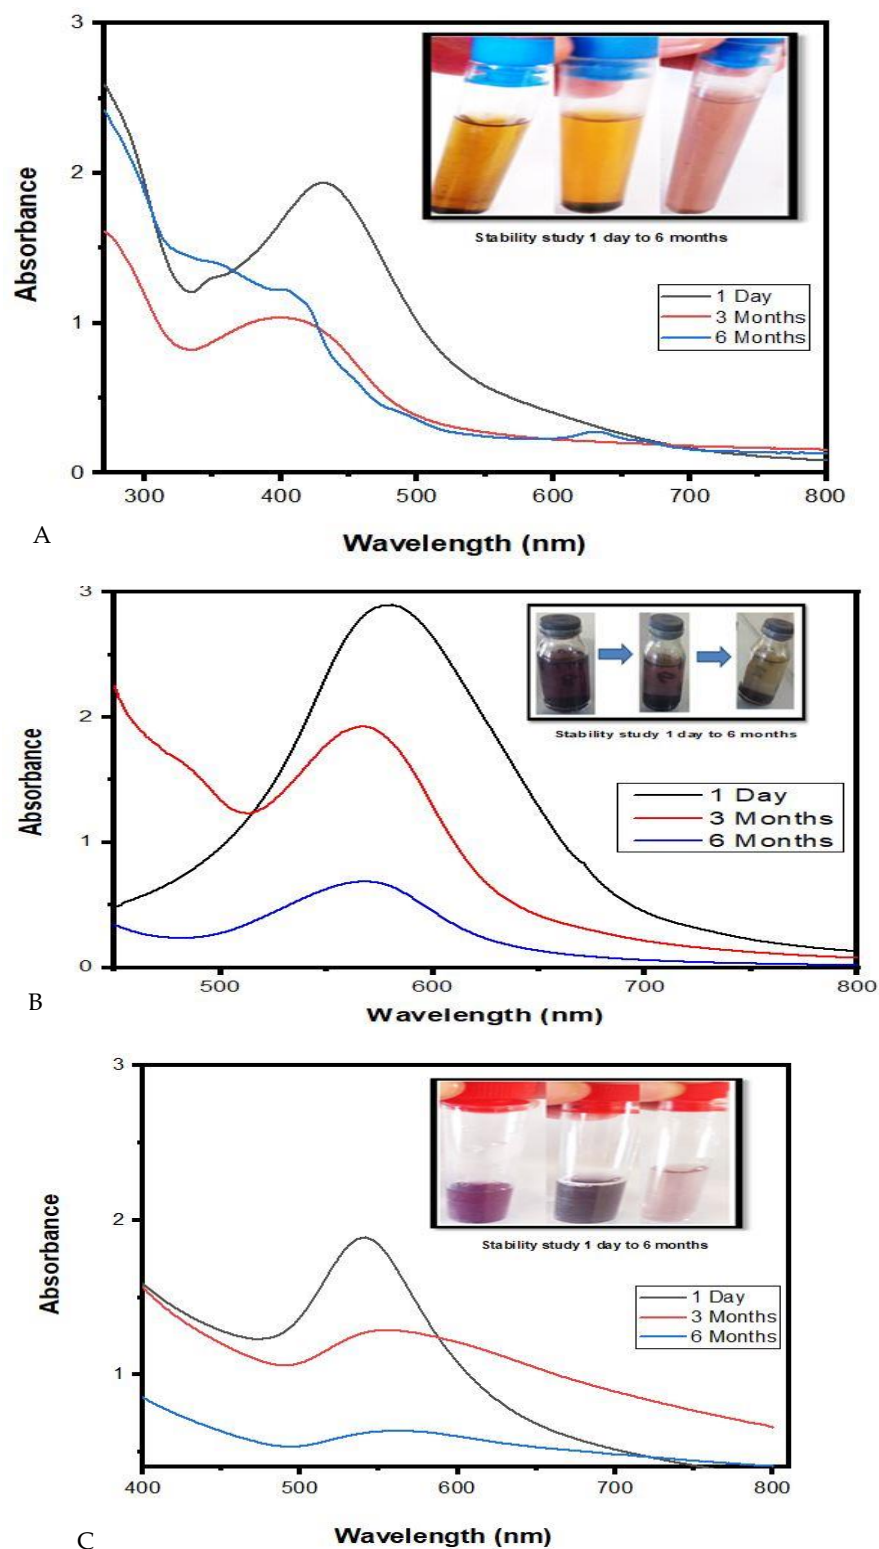 3
2
1
0
Absorbance
Stability study 1 day to 6 months
1 Day
3 Months
6 Months
300 400 500 600 700 800
Wavelength (nm)
A
3
2
1
0
Absorbance
Stability study 1 day to 6 months
1 Day
3 Months
6 Months
500 600 700 800
Wavelength (nm)
B
3
2
1
Absorbance
Stability study 1 day to 6 months
1 Day
3 Months
6 Months
400 500 600 700 800
Wavelength (nm)
C